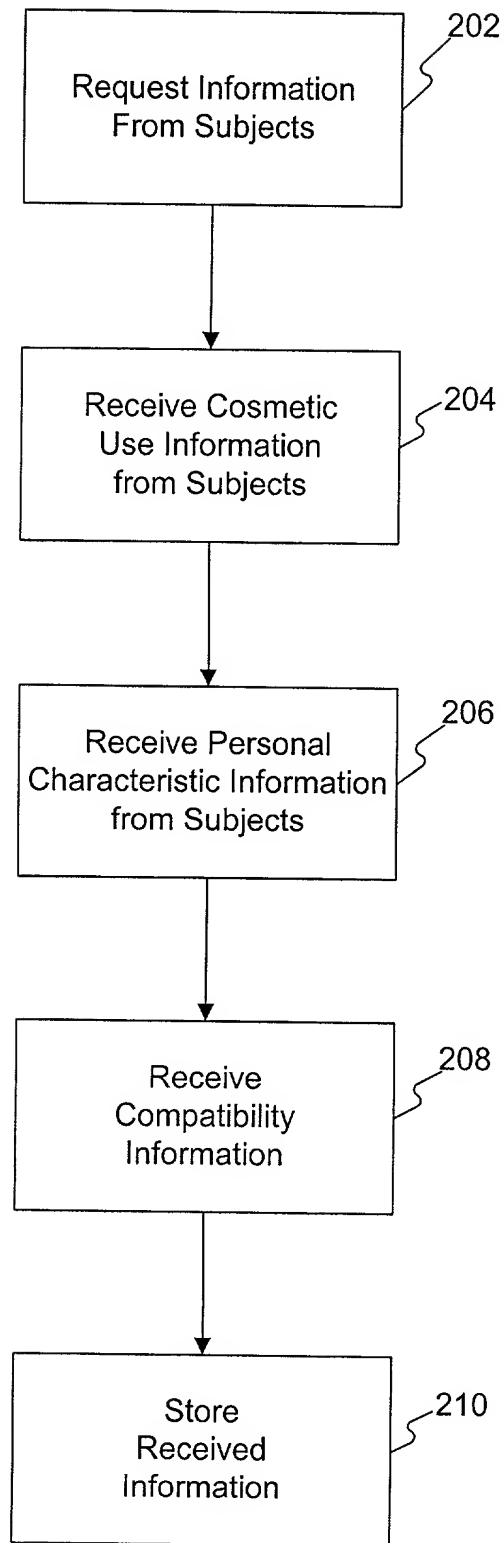 202
Request Information
From Subjects
204
Receive Cosmetic
Use Information
from Subjects
206
Receive Personal
Characteristic Information
from Subjects
208
Receive
Compatibility
Information
210
Store
Received
Information